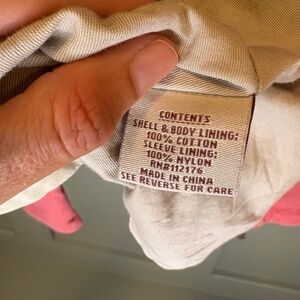 CONTENTS
SHELL & BODY LINING:
100% COTTON
SLEEVE LINING:
100% NYLON
RN#112176
MADE IN CHINA
SEE REVERSE FOR CARE